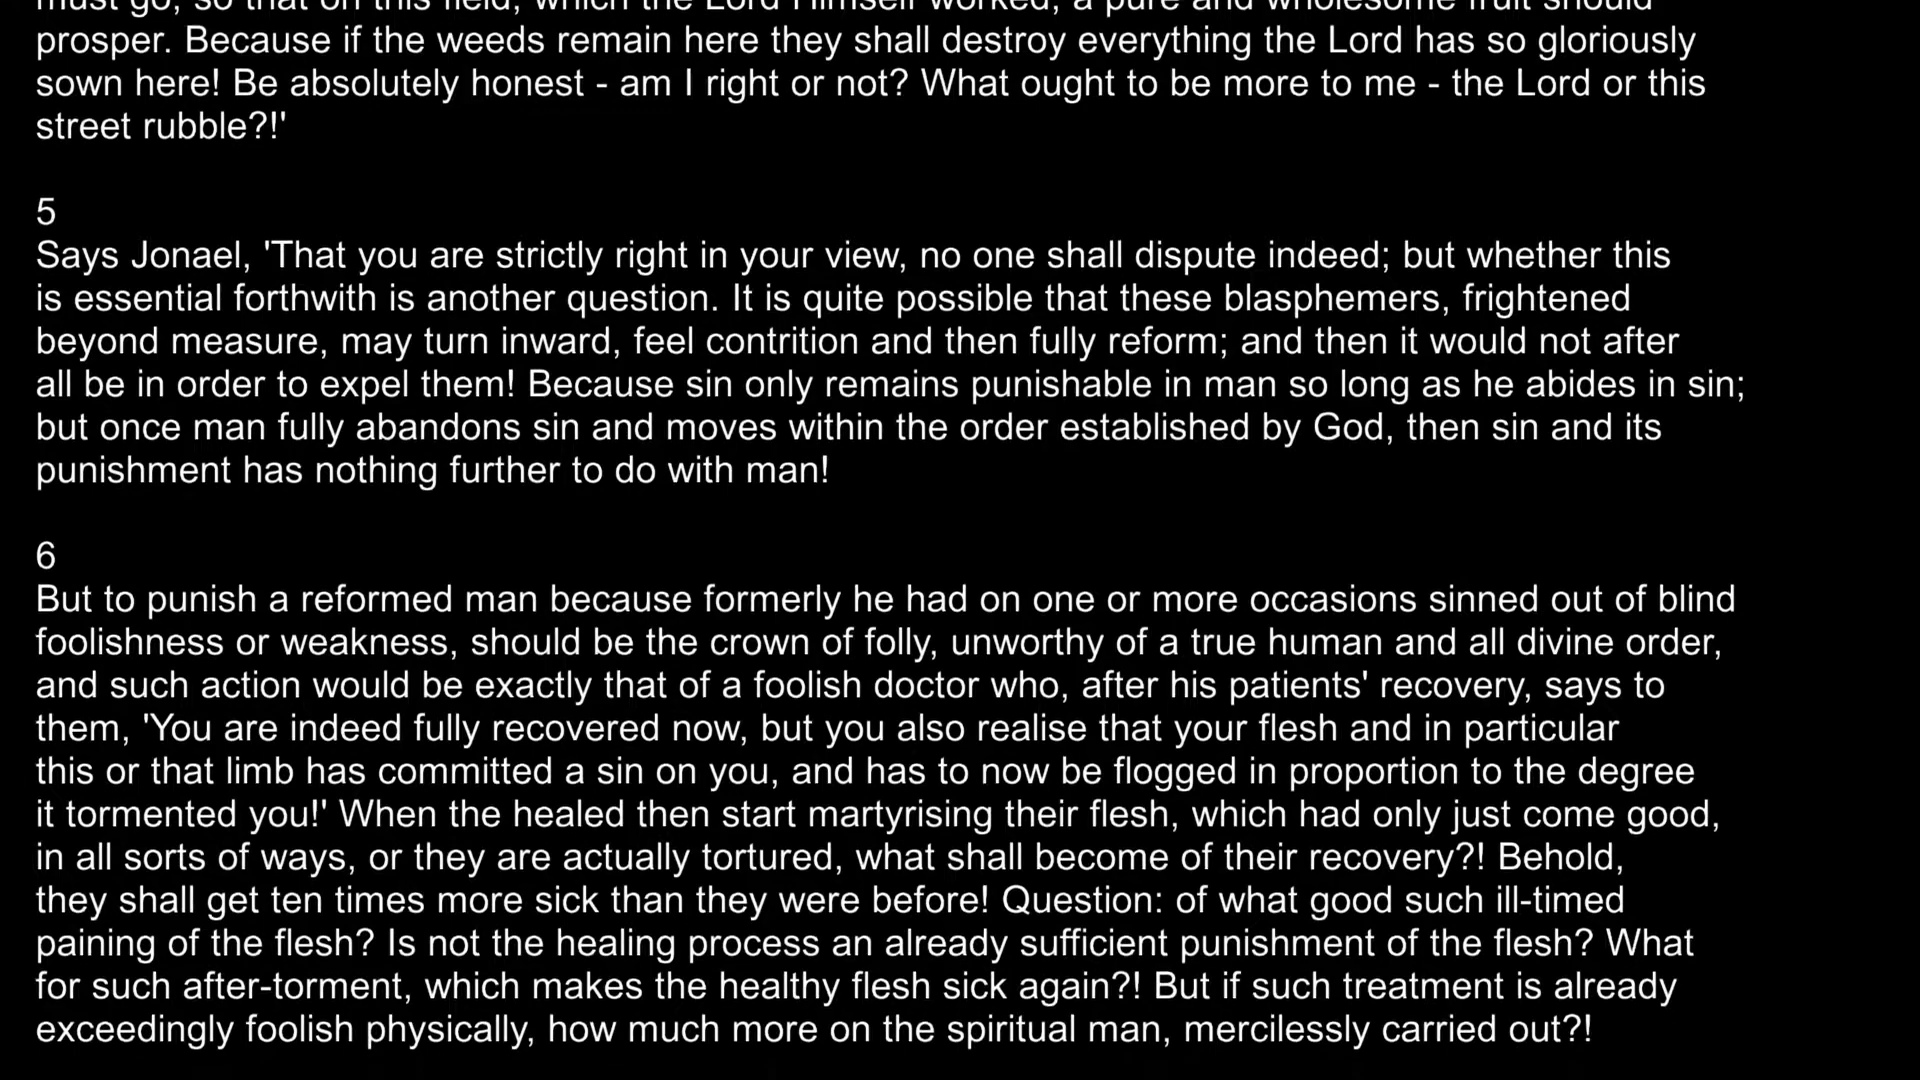 must go, so that on this field, which the Lord Himself worked, a pure and wholesome fruit should
prosper. Because if the weeds remain here they shall destroy everything the Lord has so gloriously
sown here! Be absolutely honest - am I right or not? What ought to be more to me - the Lord or this
street rubble?!'
5
Says Jonael, 'That you are strictly right in your view, no one shall dispute indeed; but whether this
is essential forthwith is another question. It is quite possible that these blasphemers, frightened
beyond measure, may turn inward, feel contrition and then fully reform; and then it would not after
all be in order to expel them! Because sin only remains punishable in man so long as he abides in sin;
but once man fully abandons sin and moves within the order established by God, then sin and its
punishment has nothing further to do with man!
6
But to punish a reformed man because formerly he had on one or more occasions sinned out of blind
foolishness or weakness, should be the crown of folly, unworthy of a true human and all divine order,
and such action would be exactly that of a foolish doctor who, after his patients' recovery, says to
them, 'You are indeed fully recovered now, but you also realise that your flesh and in particular
this or that limb has committed a sin on you, and has to now be flogged in proportion to the degree
it tormented you!' When the healed then start martyrising their flesh, which had only just come good,
in all sorts of ways, or they are actually tortured, what shall become of their recovery?! Behold,
they shall get ten times more sick than they were before! Question: of what good such ill-timed
paining of the flesh? Is not the healing process an already sufficient punishment of the flesh? What
for such after-torment, which makes the healthy flesh sick again?! But if such treatment is already
exceedingly foolish physically, how much more on the spiritual man, mercilessly carried out?!